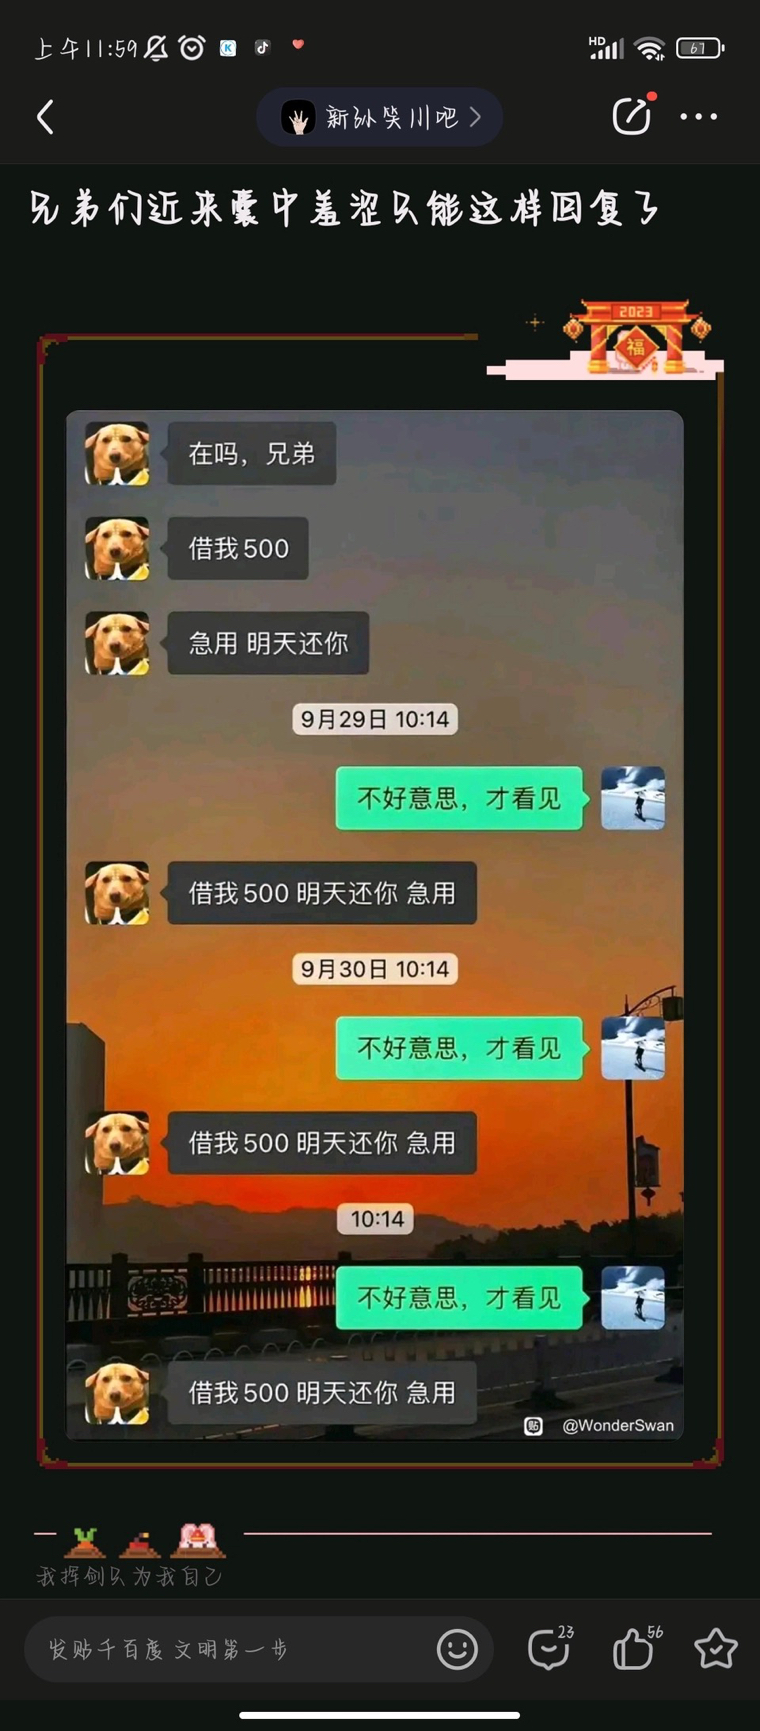 上午11:59
HD
67
新孙笑川吧
兄弟们近来囊中羞涩只能这样回复了
2023
福
在吗，兄弟
借我500
急用 明天还你
9月29日 10:14
不好意思，才看见
借我500 明天还你 急用
9月30日 10:14
不好意思，才看见
借我500 明天还你 急用
10:14
不好意思，才看见
借我500 明天还你 急用
贴 @WonderSwan
我挥剑只为我自己
发贴千百度 文明第一步
23
56